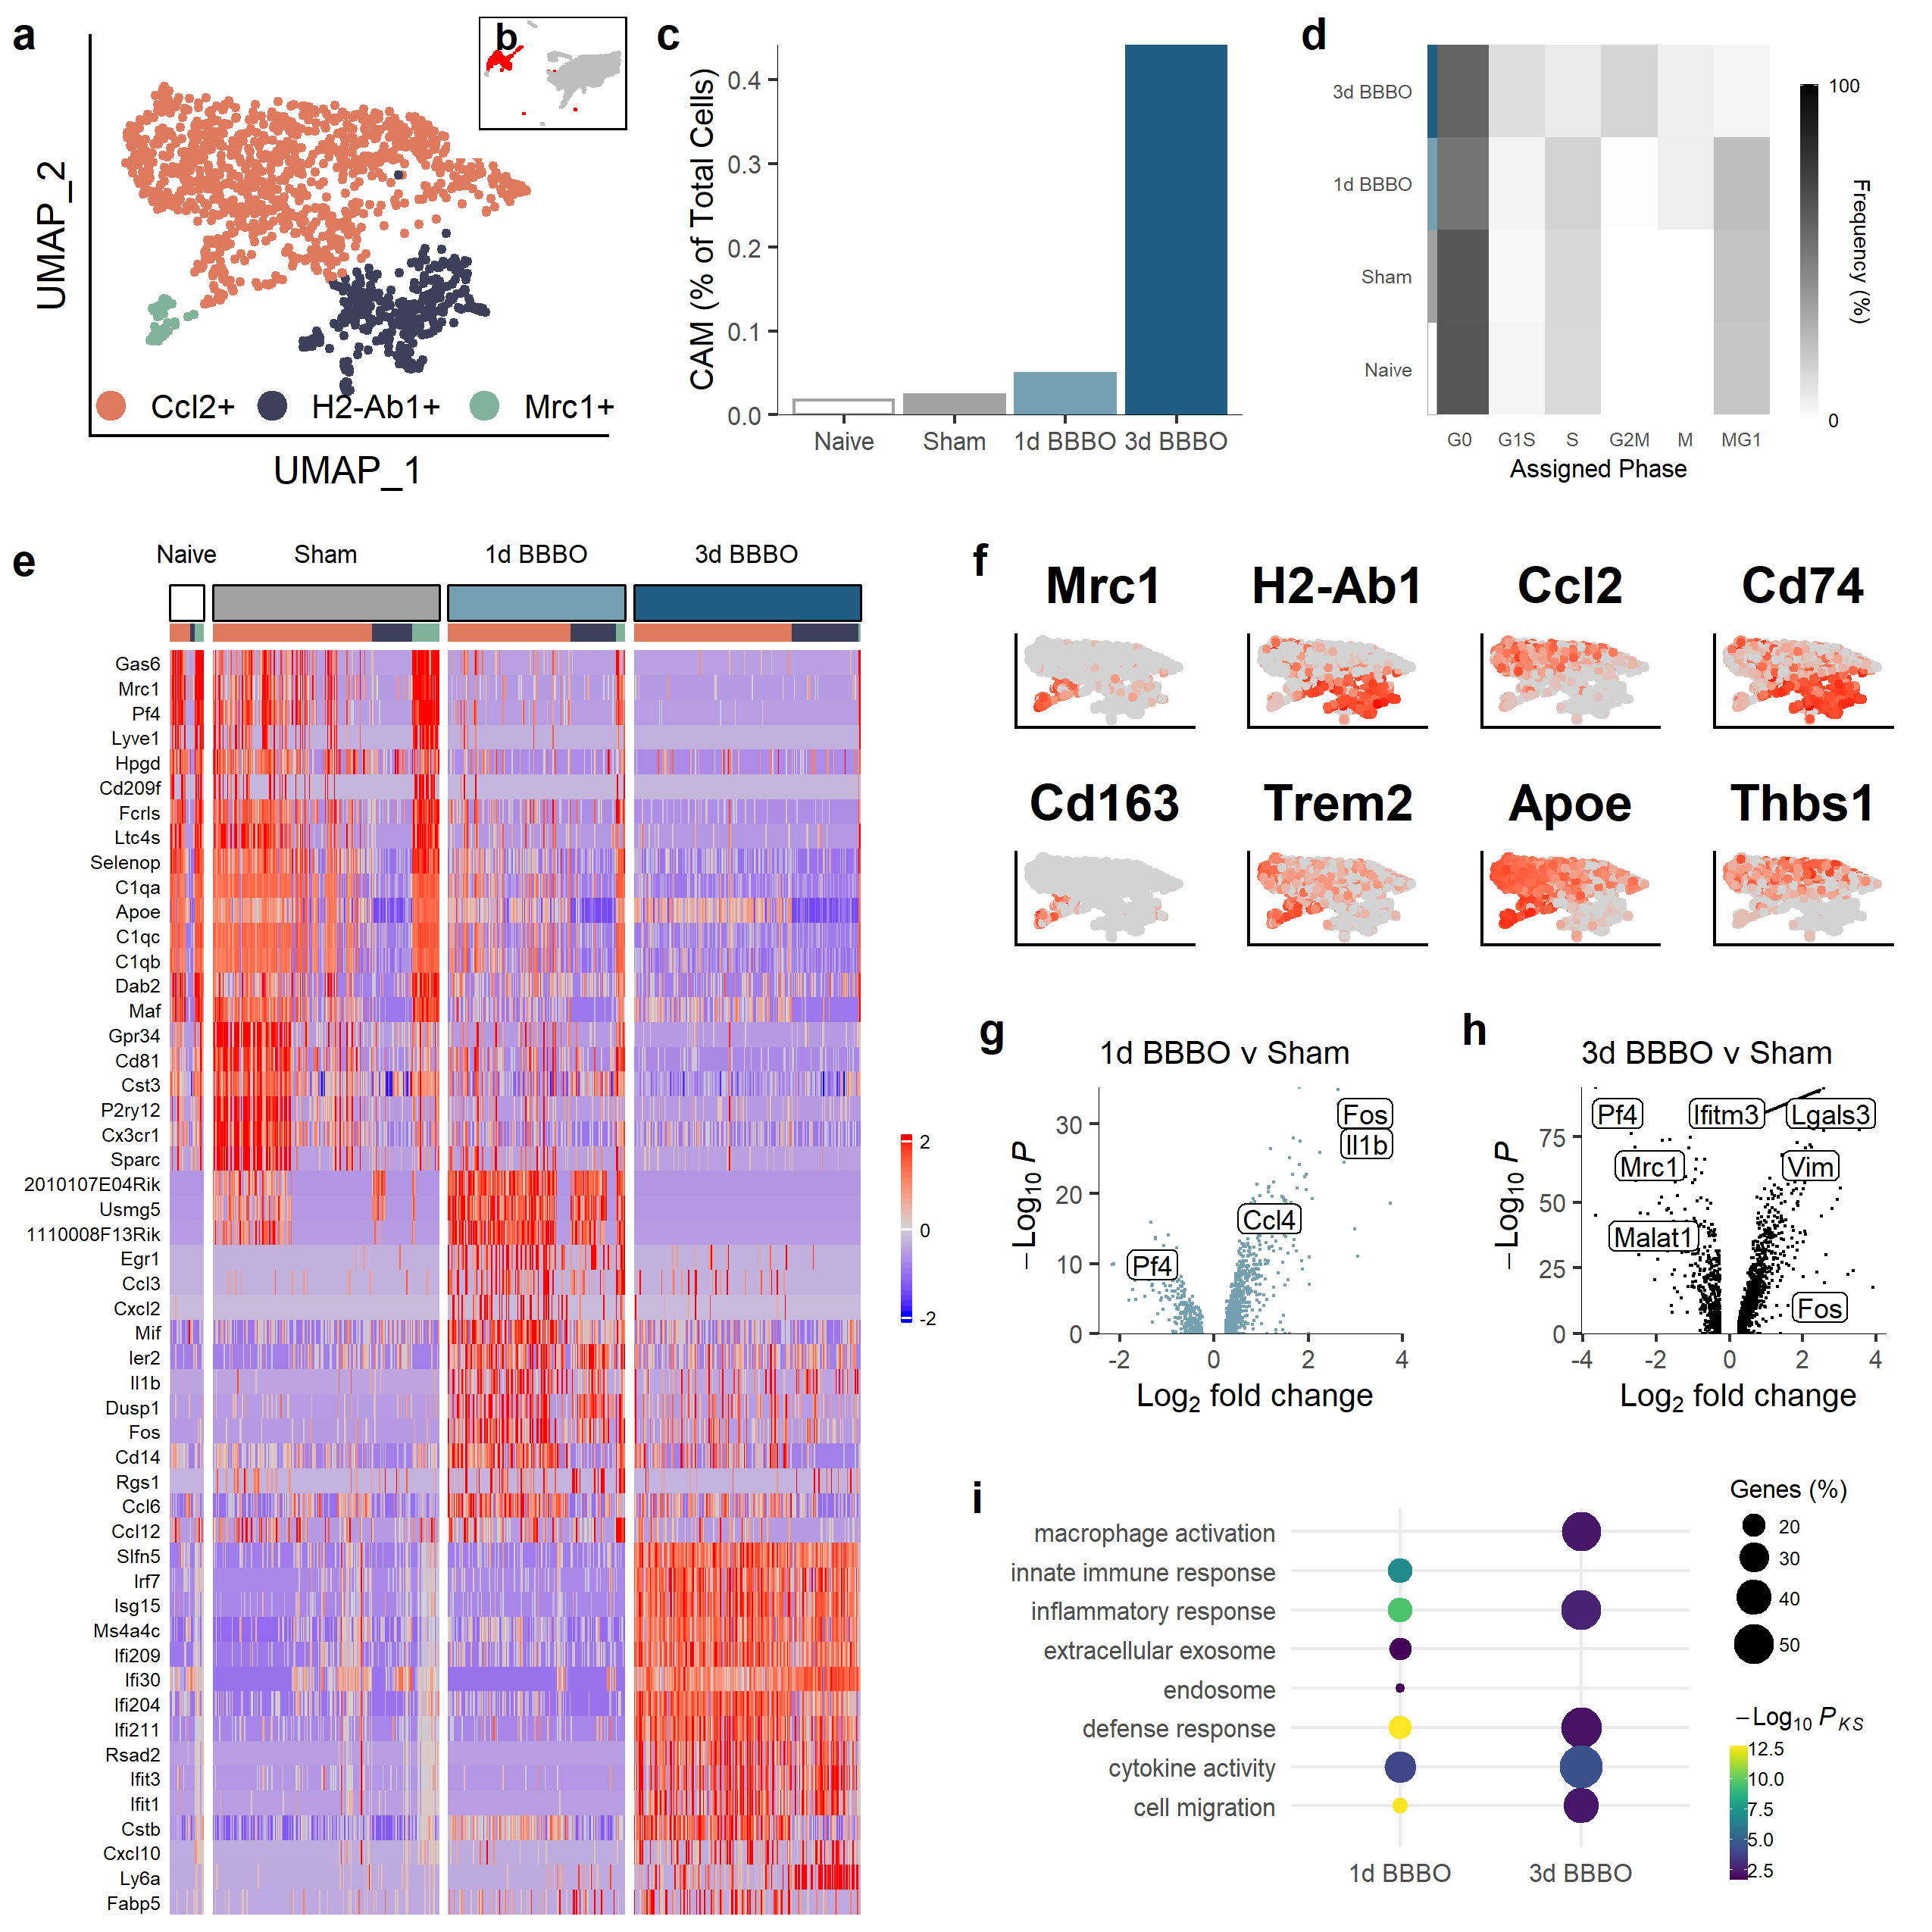 a
b
UMAP_2
Ccl2+ H2-Ab1+ Mrc1+
UMAP_1
c
CAM (% of Total Cells)
0.4
0.3
0.2
0.1
0.0
Naive Sham 1d BBBO 3d BBBO
d
3d BBBO
1d BBBO
Sham
Naive
G0 G1S S G2M M MG1
Assigned Phase
100
0
Frequency (%)
e
Naive Sham 1d BBBO 3d BBBO
Gas6
Mrc1
Pf4
Lyve1
Hpgd
Cd209f
Fcrls
Ltc4s
Selenop
C1qa
Apoe
C1qc
C1qb
Dab2
Maf
Gpr34
Cd81
Cst3
P2ry12
Cx3cr1
Sparc
2010107E04Rik
Usmg5
1110008F13Rik
Egr1
Ccl3
Cxcl2
Mif
Ier2
Il1b
Dusp1
Fos
Cd14
Rgs1
Ccl6
Ccl12
Slfn5
Irf7
Isg15
Ms4a4c
Ifi209
Ifi30
Ifi204
Ifi211
Rsad2
Ifit3
Ifit1
Cstb
Cxcl10
Ly6a
Fabp5
2
0
-2
f
Mrc1 H2-Ab1 Ccl2 Cd74
Cd163 Trem2 Apoe Thbs1
g
1d BBBO v Sham
−Log10 P
30
20
10
0
Fos
Il1b
Ccl4
Pf4
-2 0 2 4
Log2 fold change
h
3d BBBO v Sham
−Log10 P
75
50
25
0
Pf4 Ifitm3 Lgals3
Mrc1 Vim
Malat1
Fos
-4 -2 0 2 4
Log2 fold change
i
macrophage activation
innate immune response
inflammatory response
extracellular exosome
endosome
defense response
cytokine activity
cell migration
1d BBBO 3d BBBO
Genes (%)
20
30
40
50
−Log10 PKS
12.5
10.0
7.5
5.0
2.5